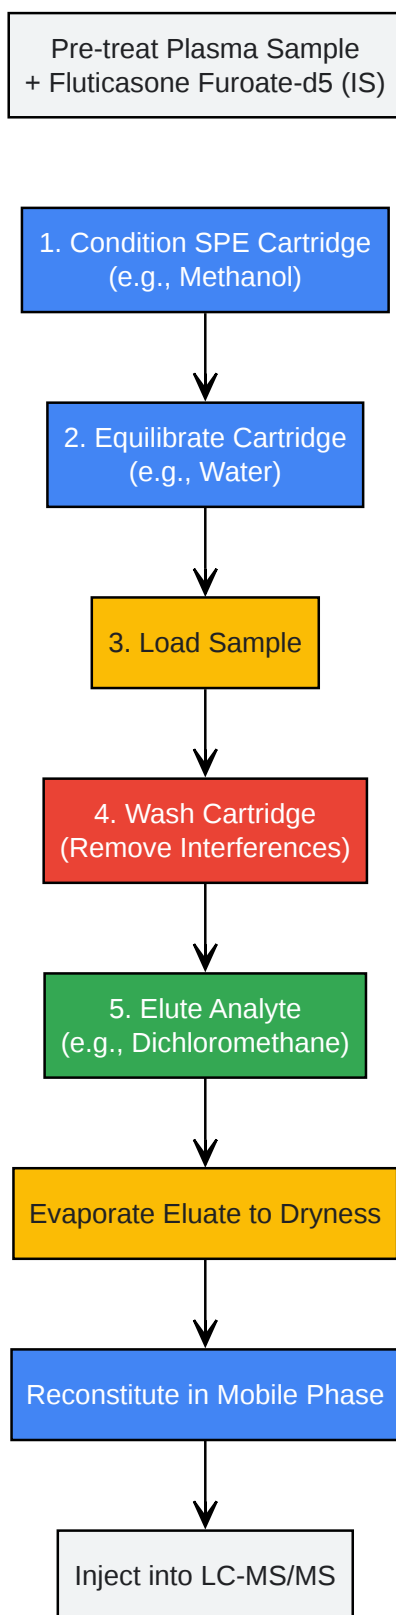 Pre-treat Plasma Sample
+ Fluticasone Furoate-d5 (IS)
1. Condition SPE Cartridge
(e.g., Methanol)
2. Equilibrate Cartridge
(e.g., Water)
3. Load Sample
4. Wash Cartridge
(Remove Interferences)
5. Elute Analyte
(e.g., Dichloromethane)
Evaporate Eluate to Dryness
Reconstitute in Mobile Phase
Inject into LC-MS/MS